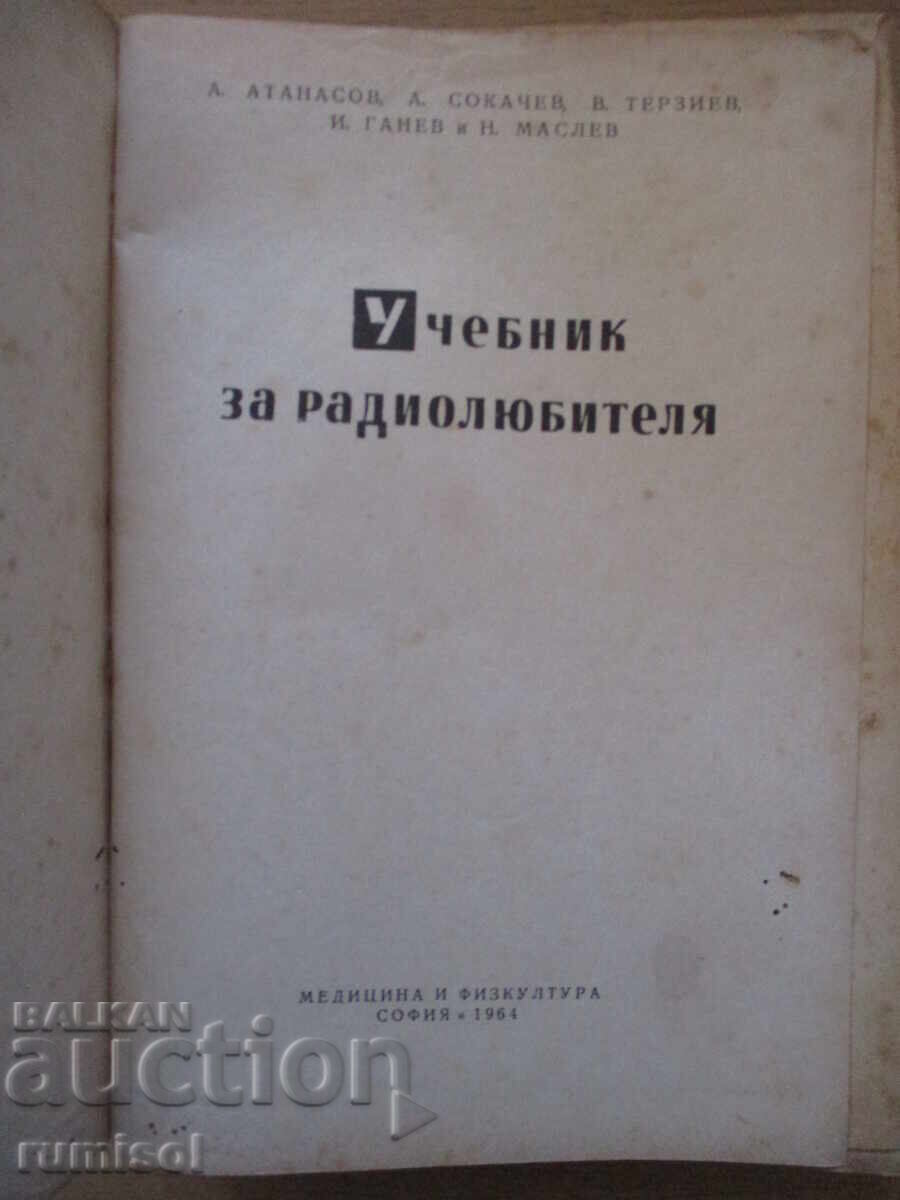 А. АТАНАСОВ, А. СОКАЧЕВ, В. ТЕРЗИЕВ,
И. ГАНЕВ и Н. МАСЛЕВ
Учебник
за радиолюбителя
МЕДИЦИНА И ФИЗКУЛТУРА
СОФИЯ • 1964
BALKAN
auction
rumisol